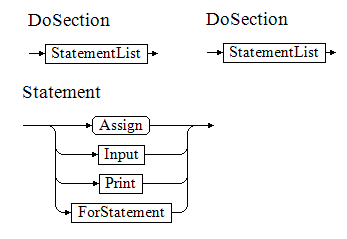 DoSection
DoSection
StatementList
StatementList
Statement
Assign
Input
Print
ForStatement